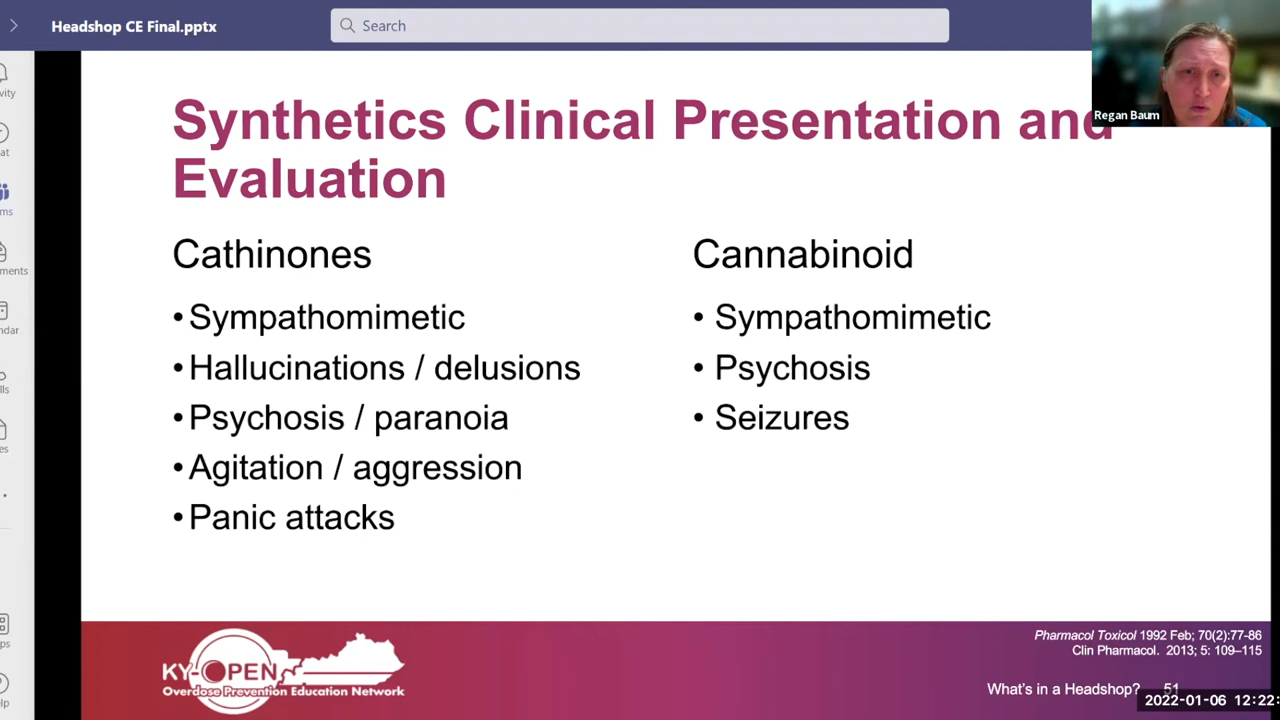 Headshop CE Final.pptx
Search
Regan Baum
Synthetics Clinical Presentation and
Evaluation
Cathinones
•Sympathomimetic
•Hallucinations / delusions
•Psychosis / paranoia
•Agitation / aggression
•Panic attacks
Cannabinoid
• Sympathomimetic
• Psychosis
• Seizures
KY-OPEN
Overdose Prevention Education Network
Pharmacol Toxicol 1992 Feb; 70(2):77-86
Clin Pharmacol. 2013; 5: 109–115
What's in a Headshop? 51
2022-01-06 12:22: